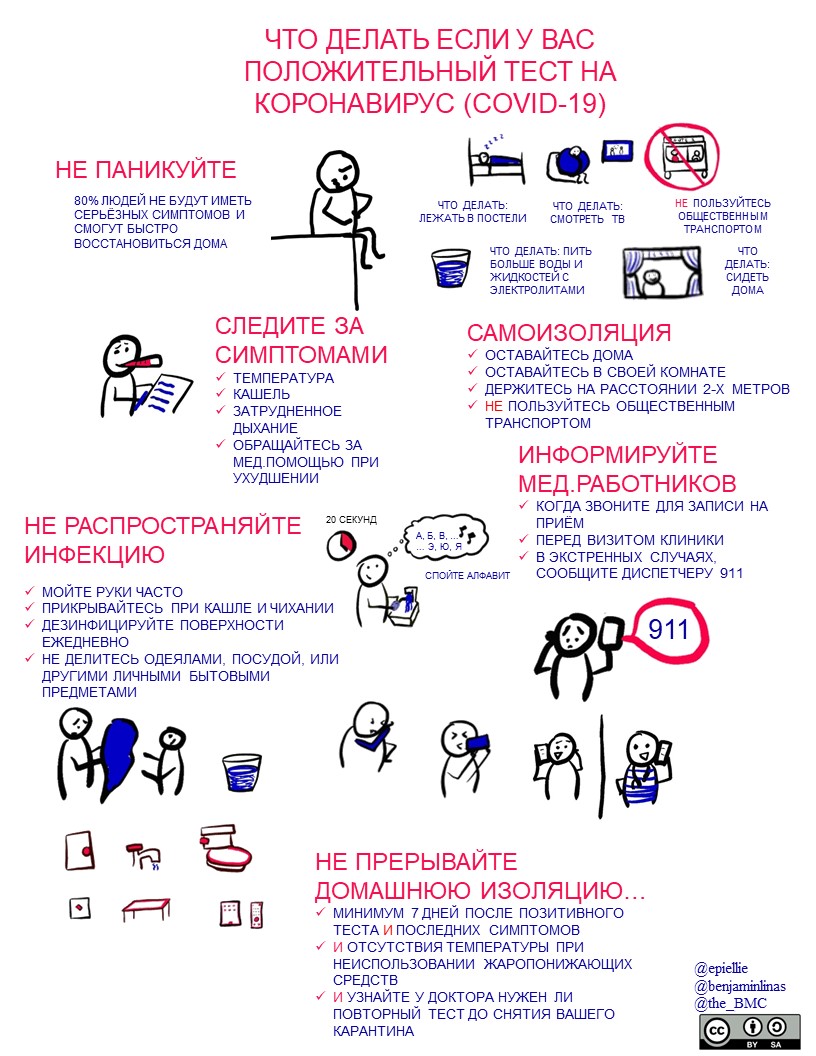 ЧТО ДЕЛАТЬ ЕСЛИ У ВАС
ПОЛОЖИТЕЛЬНЫЙ ТЕСТ НА
КОРОНАВИРУС (COVID-19)
НЕ ПАНИКУЙТЕ
80% ЛЮДЕЙ НЕ БУДУТ ИМЕТЬ
СЕРЬЁЗНЫХ СИМПТОМОВ И
СМОГУТ БЫСТРО
ВОССТАНОВИТЬСЯ ДОМА
zzzz
ЧТО ДЕЛАТЬ:
ЛЕЖАТЬ В ПОСТЕЛИ
ЧТО ДЕЛАТЬ:
СМОТРЕТЬ ТВ
НЕ ПОЛЬЗУЙТЕСЬ
ОБЩЕСТВЕННЫМ
ТРАНСПОРТОМ
ЧТО ДЕЛАТЬ: ПИТЬ
БОЛЬШЕ ВОДЫ И
ЖИДКОСТЕЙ С
ЭЛЕКТРОЛИТАМИ
ЧТО
ДЕЛАТЬ:
СИДЕТЬ
ДОМА
СЛЕДИТЕ ЗА
СИМПТОМАМИ
✓ ТЕМПЕРАТУРА
✓ КАШЕЛЬ
✓ ЗАТРУДНЕННОЕ
ДЫХАНИЕ
✓ ОБРАЩАЙТЕСЬ ЗА
МЕД.ПОМОЩЬЮ ПРИ
УХУДШЕНИИ
САМОИЗОЛЯЦИЯ
✓ ОСТАВАЙТЕСЬ ДОМА
✓ ОСТАВАЙТЕСЬ В СВОЕЙ КОМНАТЕ
✓ ДЕРЖИТЕСЬ НА РАССТОЯНИИ 2-Х МЕТРОВ
✓ НЕ ПОЛЬЗУЙТЕСЬ ОБЩЕСТВЕННЫМ
ТРАНСПОРТОМ
ИНФОРМИРУЙТЕ
МЕД.РАБОТНИКОВ
✓ КОГДА ЗВОНИТЕ ДЛЯ ЗАПИСИ НА
ПРИЁМ
✓ ПЕРЕД ВИЗИТОМ КЛИНИКИ
✓ В ЭКСТРЕННЫХ СЛУЧАЯХ,
СООБЩИТЕ ДИСПЕТЧЕРУ 911
911
НЕ РАСПРОСТРАНЯЙТЕ
ИНФЕКЦИЮ
✓ МОЙТЕ РУКИ ЧАСТО
✓ ПРИКРЫВАЙТЕСЬ ПРИ КАШЛЕ И ЧИХАНИИ
✓ ДЕЗИНФИЦИРУЙТЕ ПОВЕРХНОСТИ
ЕЖЕДНЕВНО
✓ НЕ ДЕЛИТЕСЬ ОДЕЯЛАМИ, ПОСУДОЙ, ИЛИ
ДРУГИМИ ЛИЧНЫМИ БЫТОВЫМИ
ПРЕДМЕТАМИ
20 СЕКУНД
А, Б, В, ...
... Э, Ю, Я
СПОЙТЕ АЛФАВИТ
НЕ ПРЕРЫВАЙТЕ
ДОМАШНЮЮ ИЗОЛЯЦИЮ...
✓ МИНИМУМ 7 ДНЕЙ ПОСЛЕ ПОЗИТИВНОГО
ТЕСТА И ПОСЛЕДНИХ СИМПТОМОВ
✓ И ОТСУТСТВИЯ ТЕМПЕРАТУРЫ ПРИ
НЕИСПОЛЬЗОВАНИИ ЖАРОПОНИЖАЮЩИХ
СРЕДСТВ
✓ И УЗНАЙТЕ У ДОКТОРА НУЖЕН ЛИ
ПОВТОРНЫЙ ТЕСТ ДО СНЯТИЯ ВАШЕГО
КАРАНТИНА
@epiellie
@benjaminlinas
@the_BMC
cc BY SA